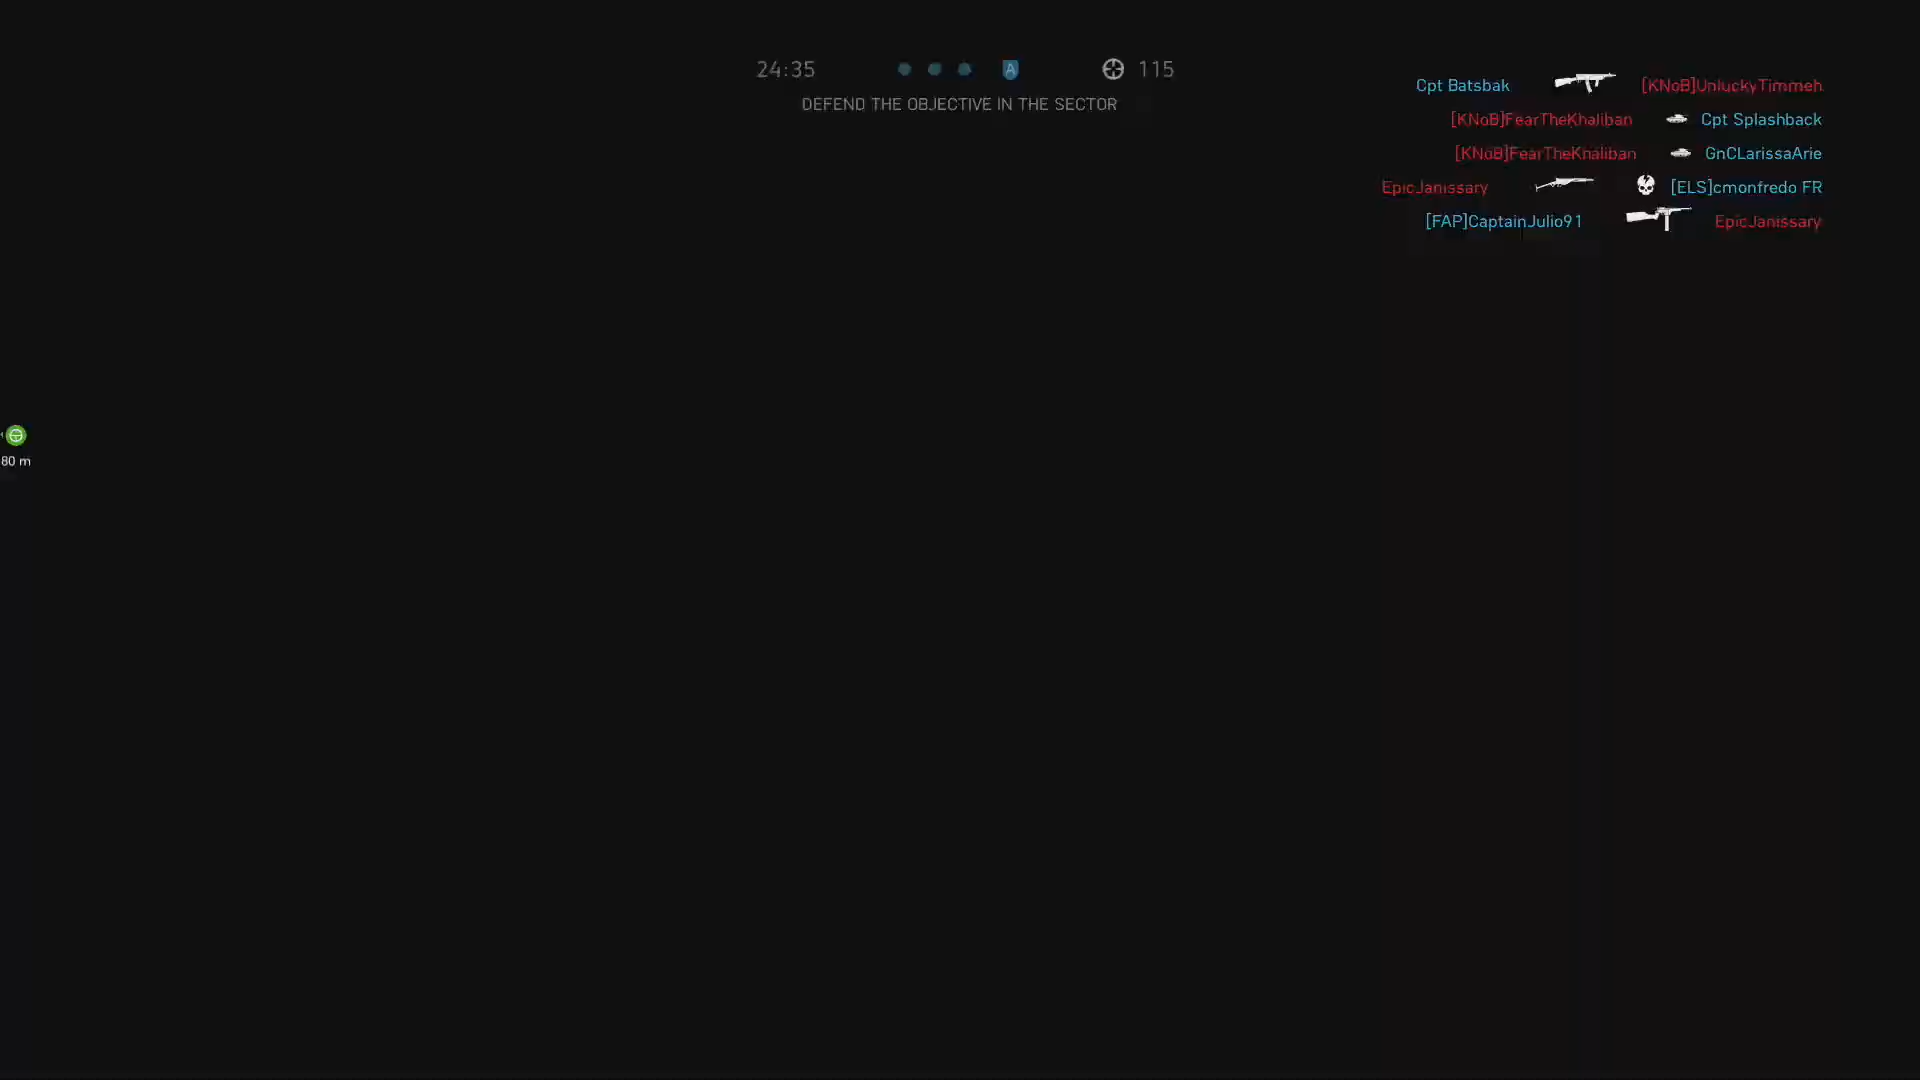 24:35 A 115
DEFEND THE OBJECTIVE IN THE SECTOR
Cpt Batsbak [KNoB]UnluckyTimmeh
[KNoB]FearTheKhaliban Cpt Splashback
[KNoB]FearTheKhaliban GnCLarissaArie
EpicJanissary [ELS]cmonfredo FR
[FAP]CaptainJulio91 EpicJanissary
80 m